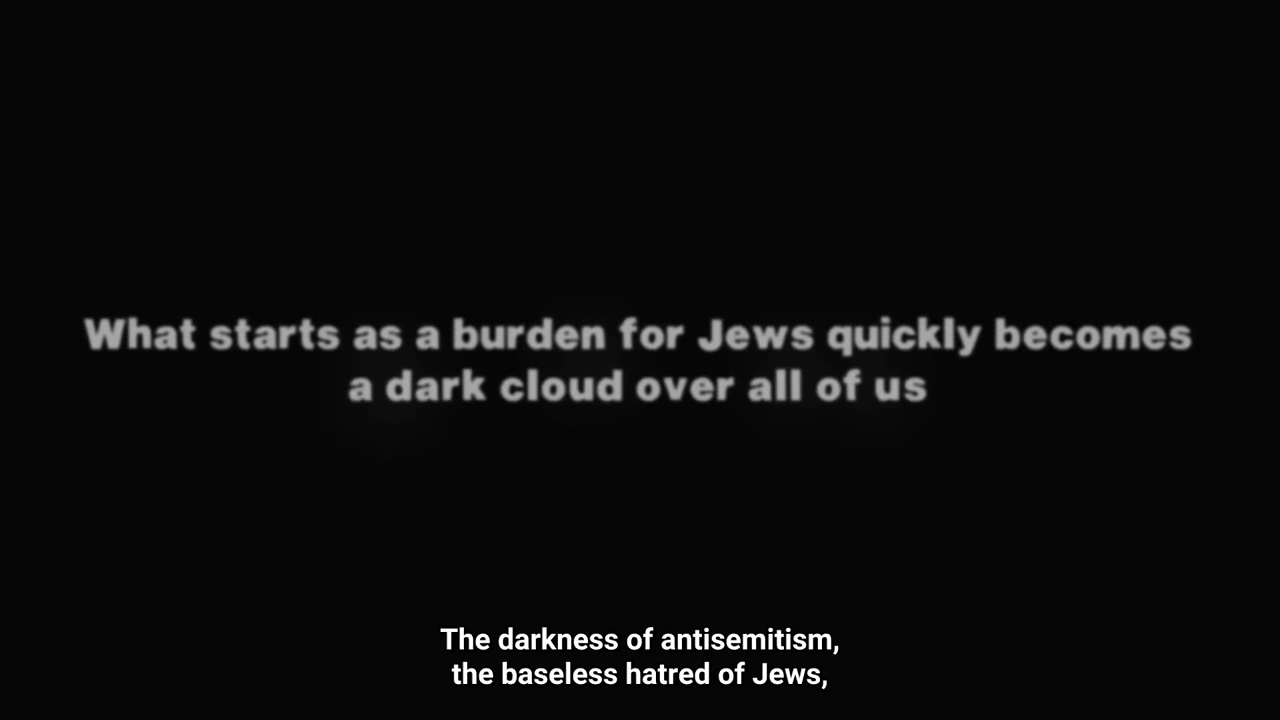 What starts as a burden for Jews quickly becomes
a dark cloud over all of us
The darkness of antisemitism,
the baseless hatred of Jews,